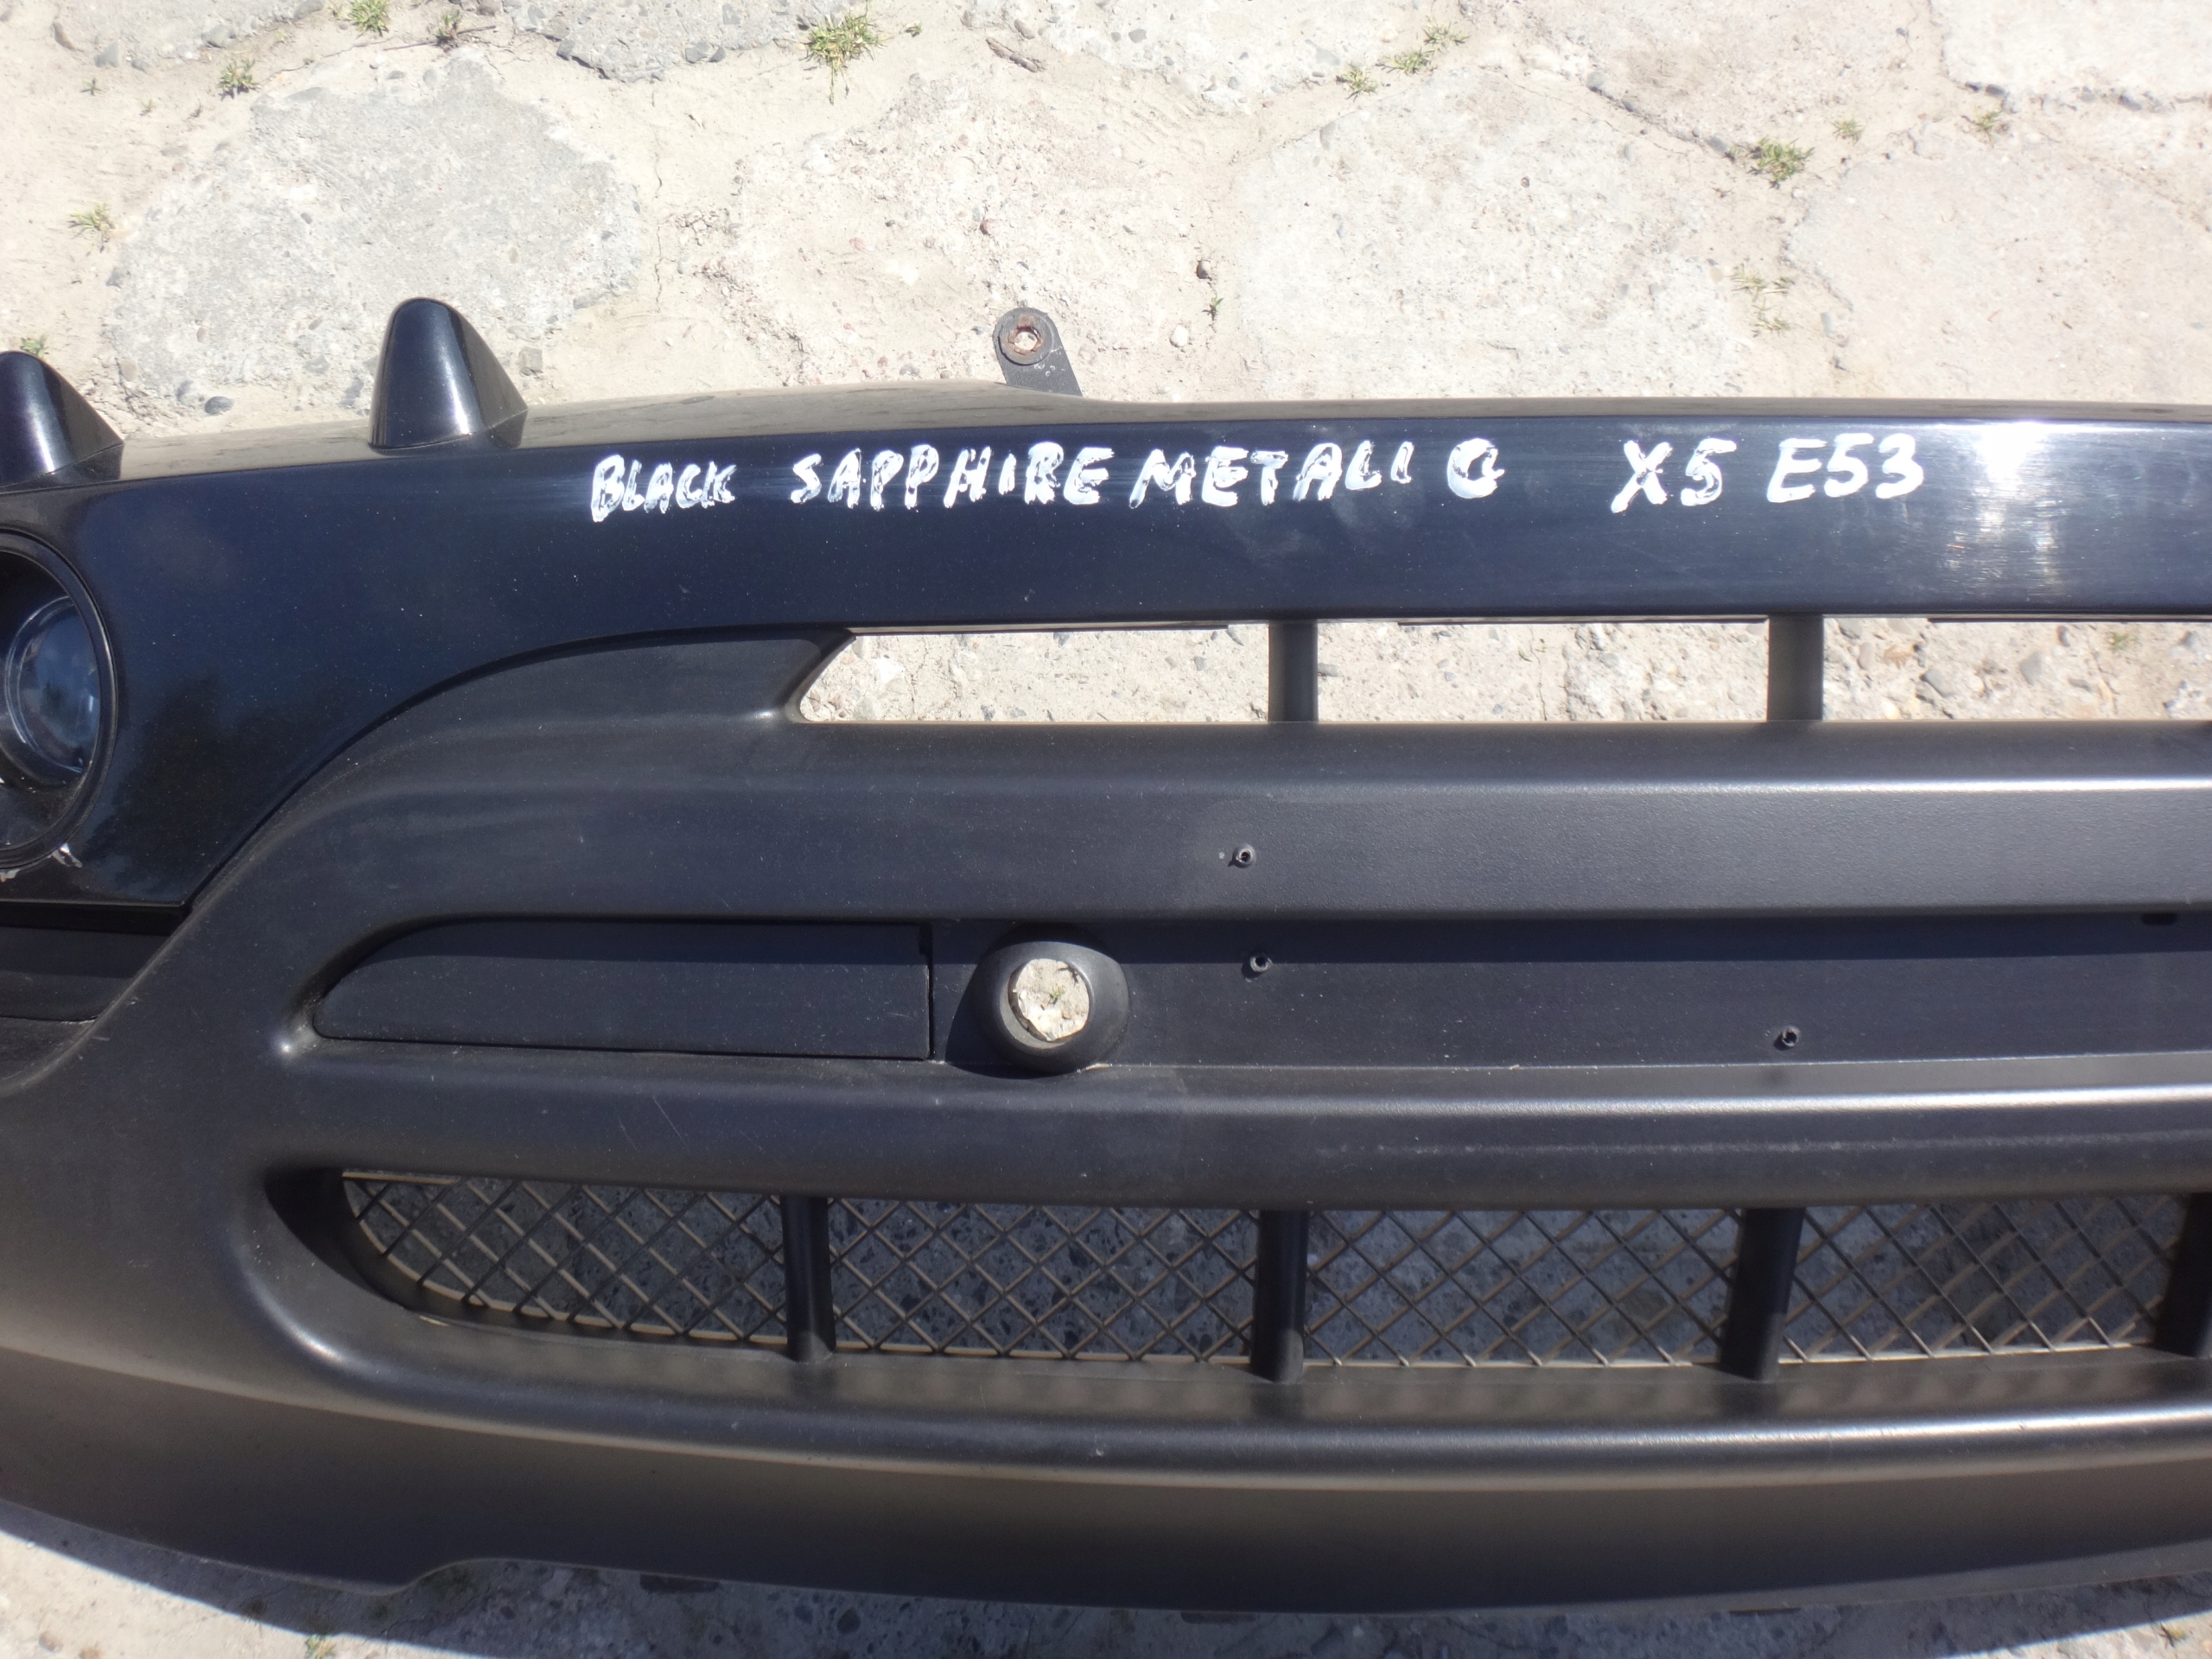 BLACK SAPPHIRE METALIC X5 E53